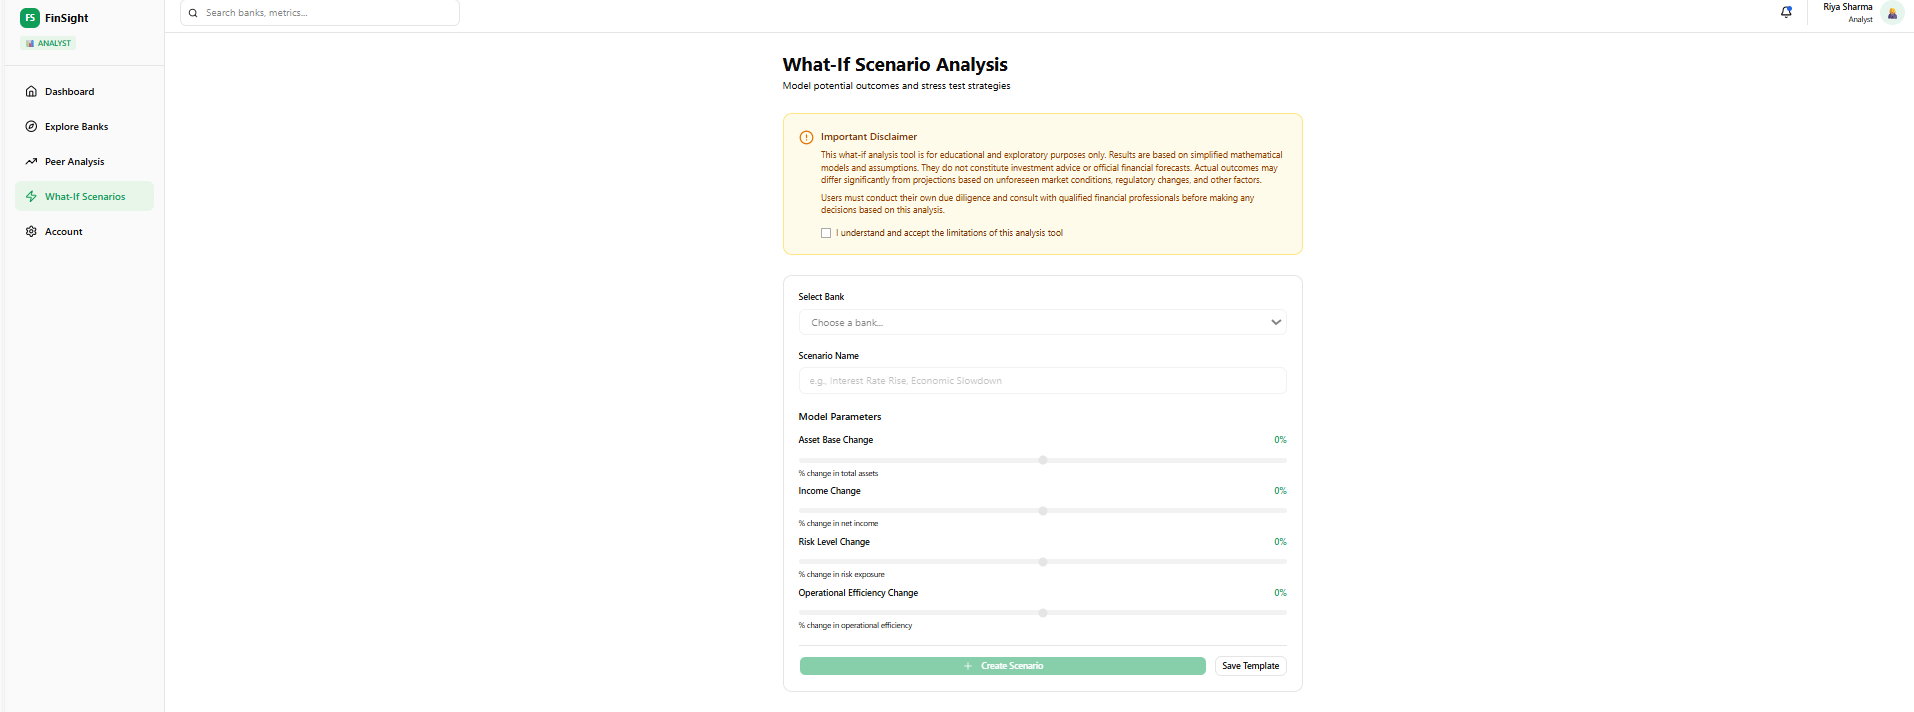 FS FinSight
ANALYST
Dashboard
Explore Banks
Peer Analysis
What-If Scenarios
Account
Search banks, metrics...
Riya Sharma
Analyst
What-If Scenario Analysis
Model potential outcomes and stress test strategies
Important Disclaimer
This what-if analysis tool is for educational and exploratory purposes only. Results are based on simplified mathematical
models and assumptions. They do not constitute investment advice or official financial forecasts. Actual outcomes may
differ significantly from projections based on unforeseen market conditions, regulatory changes, and other factors.
Users must conduct their own due diligence and consult with qualified financial professionals before making any
decisions based on this analysis.
I understand and accept the limitations of this analysis tool
Select Bank
Choose a bank...
Scenario Name
e.g., Interest Rate Rise, Economic Slowdown
Model Parameters
Asset Base Change 0%
% change in total assets
Income Change 0%
% change in net income
Risk Level Change 0%
% change in risk exposure
Operational Efficiency Change 0%
% change in operational efficiency
+ Create Scenario
Save Template